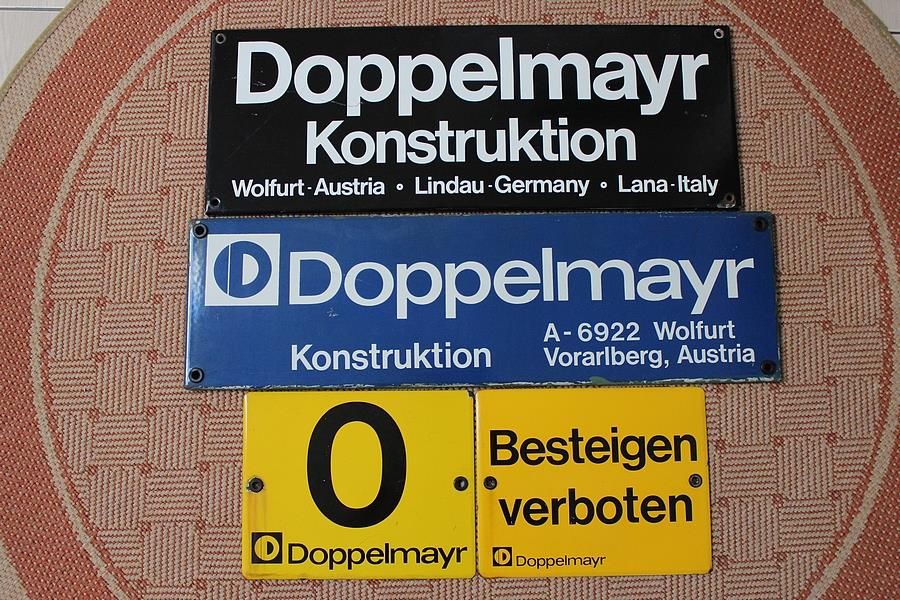 Doppelmayr
Konstruktion
Wolfurt - Austria ∘ Lindau - Germany ∘ Lana - Italy
D Doppelmayr
Konstruktion
A - 6922 Wolfurt
Vorarlberg, Austria
0
D Doppelmayr
Besteigen
verboten
D Doppelmayr